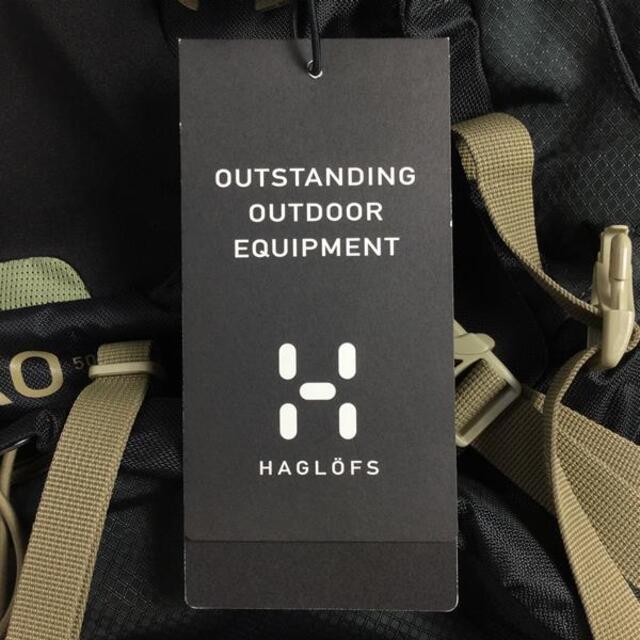 OUTSTANDING
OUTDOOR
EQUIPMENT
HAGLÖFS